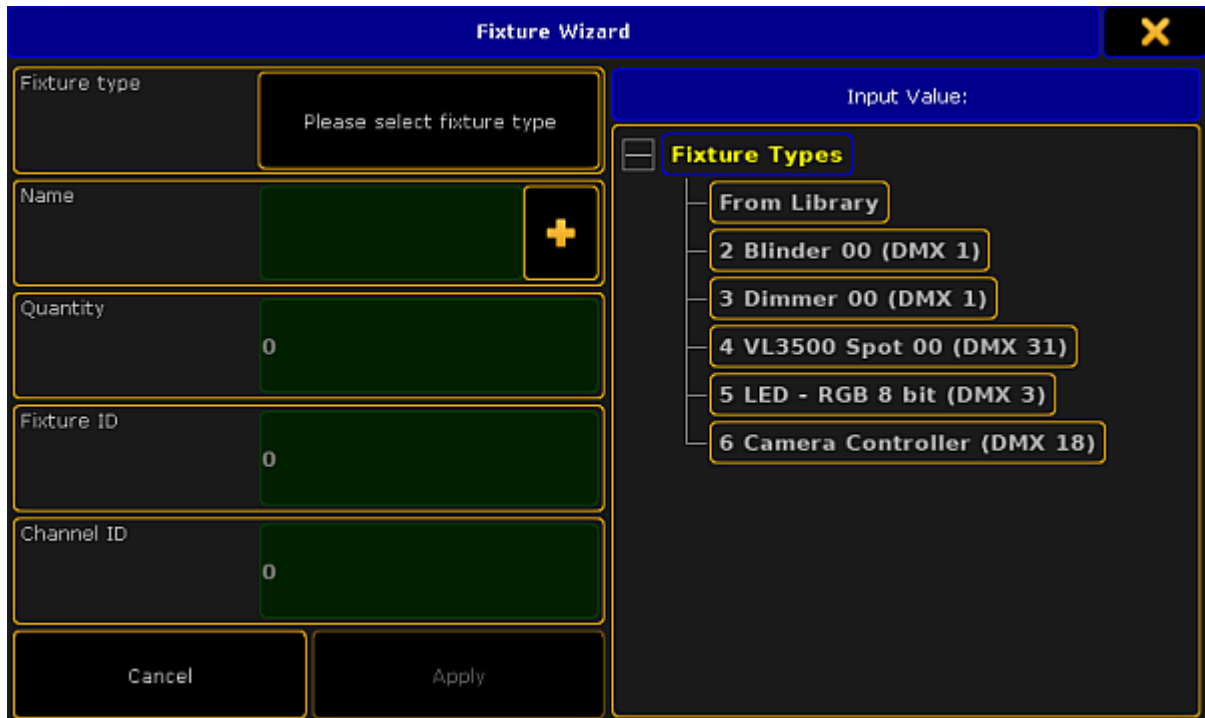 Fixture Wizard
Fixture type
Please select fixture type
Name
Quantity
0
Fixture ID
0
Channel ID
0
Cancel
Apply
Input Value:
Fixture Types
From Library
2 Blinder 00 (DMX 1)
3 Dimmer 00 (DMX 1)
4 VL3500 Spot 00 (DMX 31)
5 LED - RGB 8 bit (DMX 3)
6 Camera Controller (DMX 18)